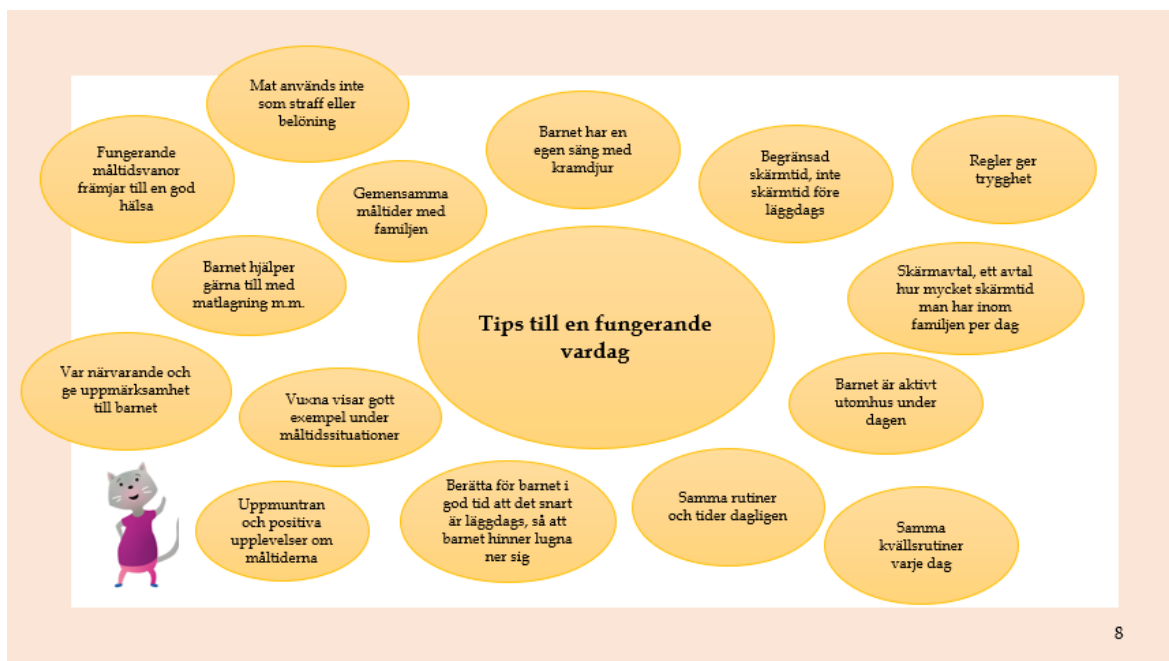 Mat används inte
som straff eller
belöning
Fungerande
måltidsvanor
främjar till en god
hälsa
Gemensamma
måltider med
familjen
Barnet har en
egen säng med
kramdjur
Begränsad
skärmtid, inte
skärmtid före
läggdags
Regler ger
trygghet
Barnet hjälper
gärna till med
matlagning m.m.
Tips till en fungerande
vardag
Skärmavtal, ett avtal
hur mycket skärmtid
man har inom
familjen per dag
Var närvarande och
ge uppmärksamhet
till barnet
Vuxna visar gott
exempel under
måltidssituationer
Barnet är aktivt
utomhus under
dagen
Uppmuntran
och positiva
upplevelser om
måltiderna
Berätta för barnet i
god tid att det snart
är läggdags, så att
barnet hinner lugna
ner sig
Samma rutiner
och tider dagligen
Samma
kvällsrutiner
varje dag
8